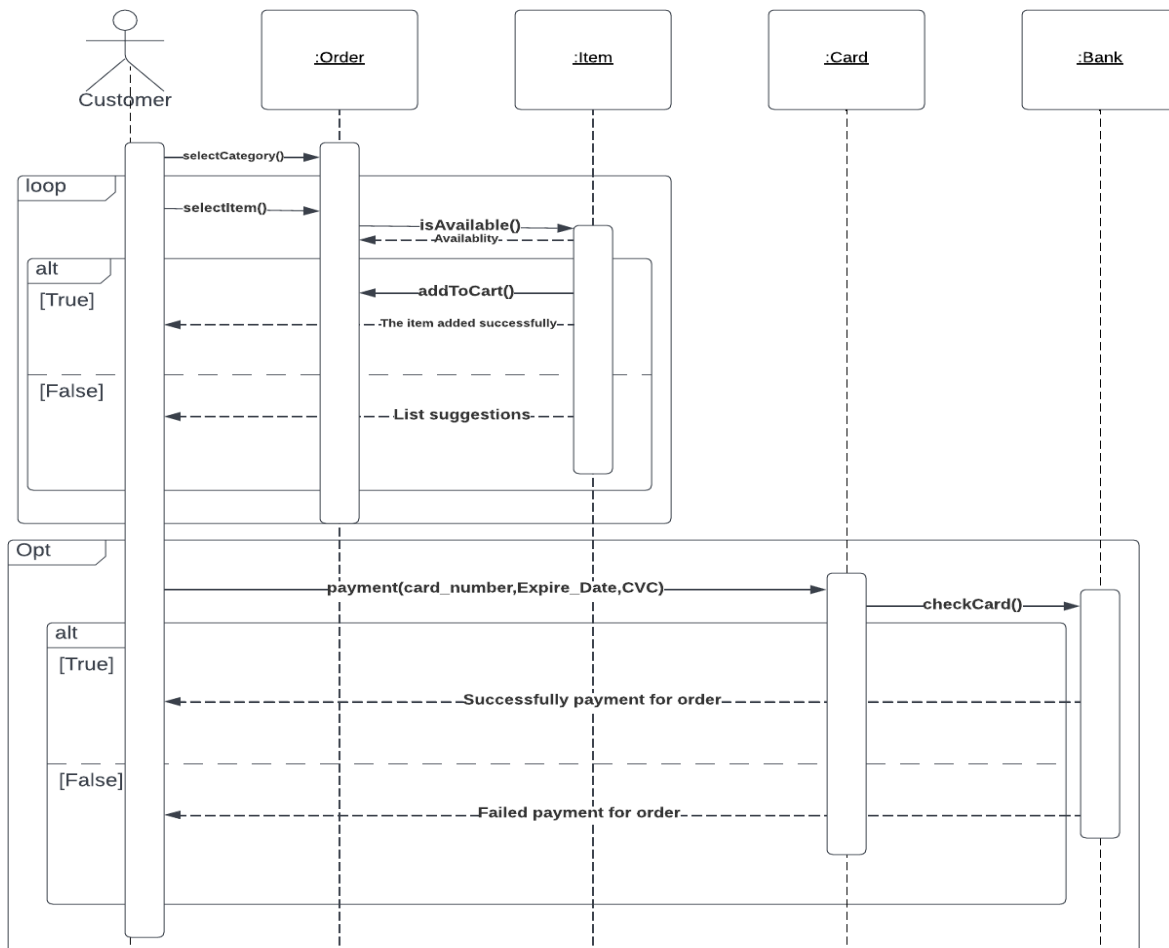 :Order
:Item
:Card
:Bank
Customer
selectCategory()
loop
selectItem()
isAvailable()
Availablity
alt
[True]
addToCart()
The item added successfully
[False]
List suggestions
Opt
payment(card_number,Expire_Date,CVC)
checkCard()
alt
[True]
Successfully payment for order
[False]
Failed payment for order